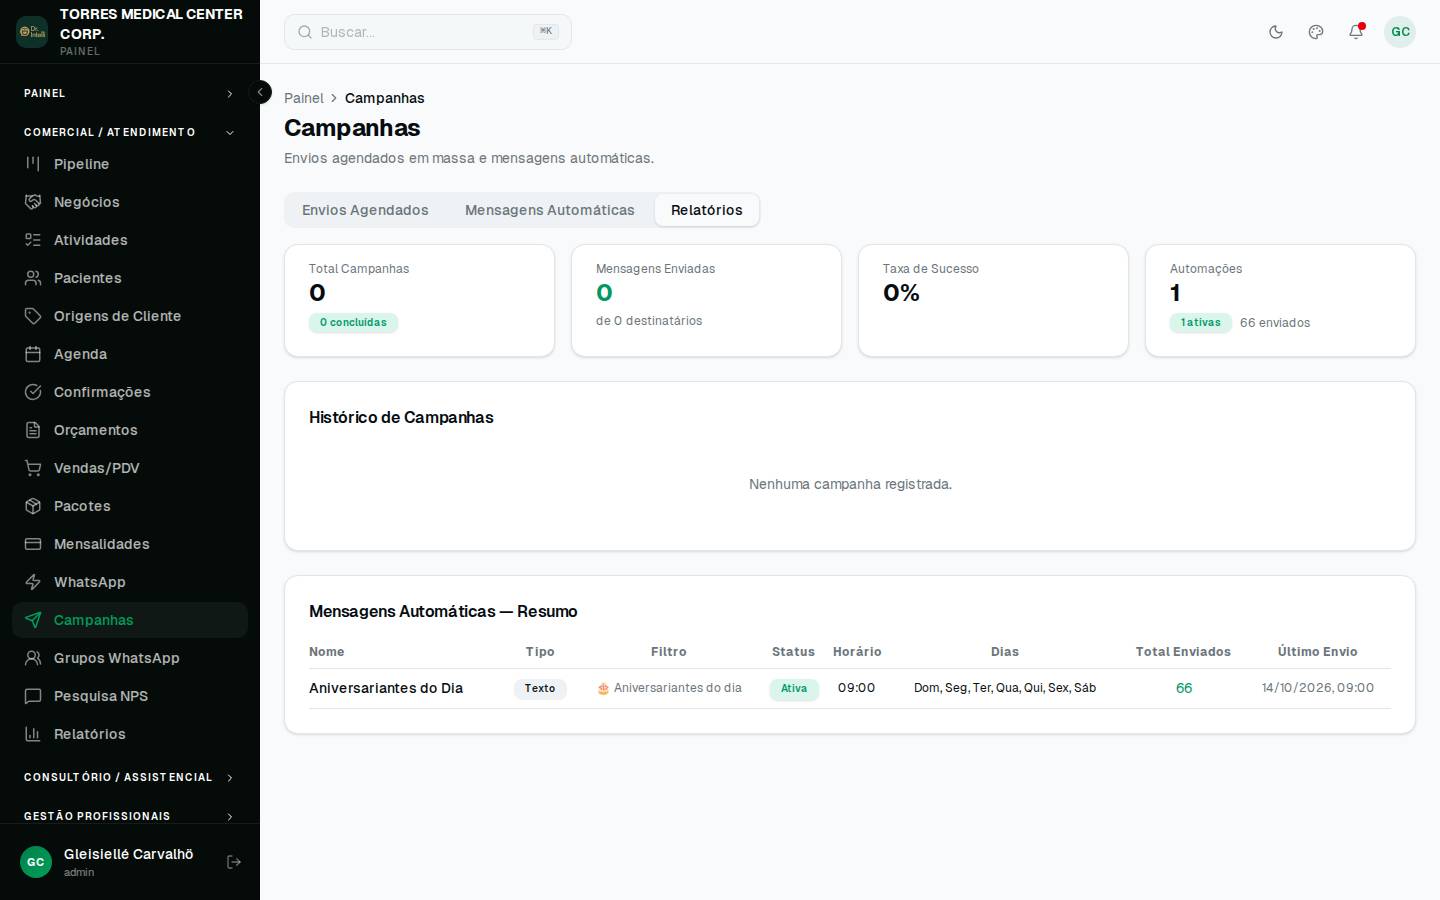 Dr. Intelli
TORRES MEDICAL CENTER CORP.
PAINEL
PAINEL
COMERCIAL / ATENDIMENTO
Pipeline
Negócios
Atividades
Pacientes
Origens de Cliente
Agenda
Confirmações
Orçamentos
Vendas/PDV
Pacotes
Mensalidades
WhatsApp
Campanhas
Grupos WhatsApp
Pesquisa NPS
Relatórios
CONSULTÓRIO / ASSISTENCIAL
GESTÃO PROFISSIONAIS
GC
Gleisiellé Carvalhö
admin
Buscar...
⌘K
GC
Painel > Campanhas
Campanhas
Envios agendados em massa e mensagens automáticas.
Envios Agendados Mensagens Automáticas Relatórios
Total Campanhas
0
0 concluídas
Mensagens Enviadas
0
de 0 destinatários
Taxa de Sucesso
0%
Automações
1
1 ativas 66 enviados
Histórico de Campanhas
Nenhuma campanha registrada.
Mensagens Automáticas — Resumo
Nome Tipo Filtro Status Horário Dias Total Enviados Último Envio
Aniversariantes do Dia Texto 🎂 Aniversariantes do dia Ativa 09:00 Dom, Seg, Ter, Qua, Qui, Sex, Sáb 66 14/10/2026, 09:00